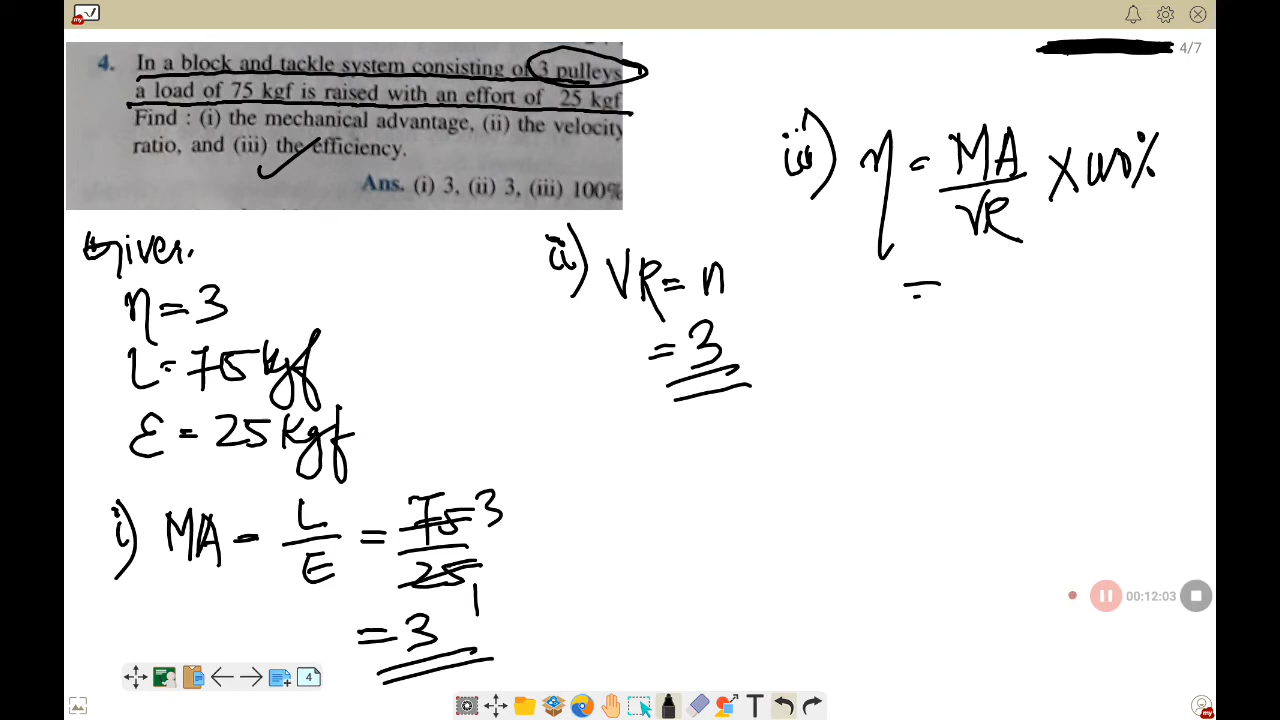 4/7
4. In a block and tackle system consisting of 3 pulleys
a load of 75 kgf is raised with an effort of 25 kgf
Find : (i) the mechanical advantage, (ii) the velocity
ratio, and (iii) the efficiency.
Ans. (i) 3, (ii) 3, (iii) 100%
Given.
n = 3
L = 75 kgf
E = 25 kgf
i) MA = L/E = 75/25 3 1
= 3
ii) VR = n
= 3
iii) η = MA/VR × 100%
=
00:12:03
4
T